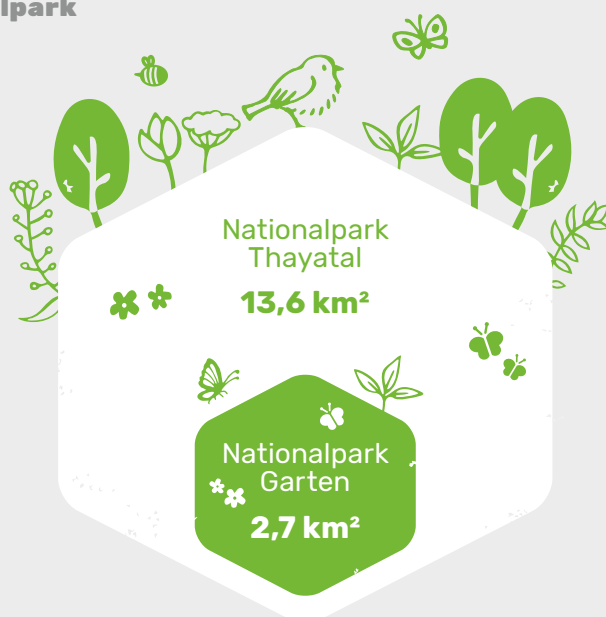 lpark
Nationalpark
Thayatal
13,6 km²
Nationalpark
Garten
2,7 km²